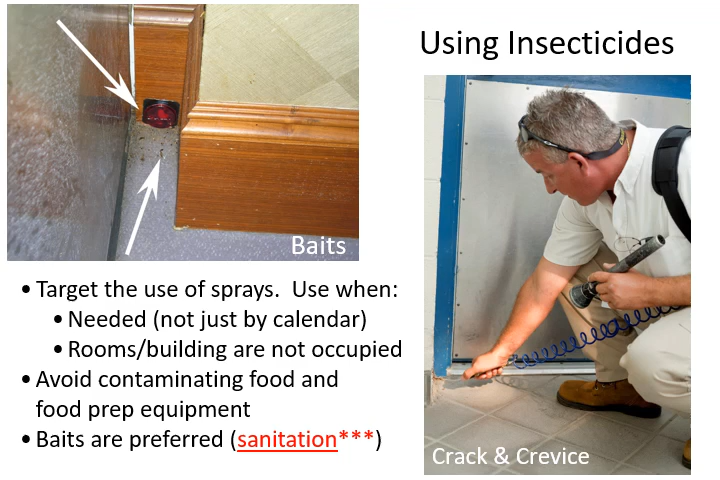 Using Insecticides
Baits
• Target the use of sprays.  Use when:
• Needed (not just by calendar)
• Rooms/building are not occupied
• Avoid contaminating food and
food prep equipment
• Baits are preferred (sanitation***)
Crack & Crevice